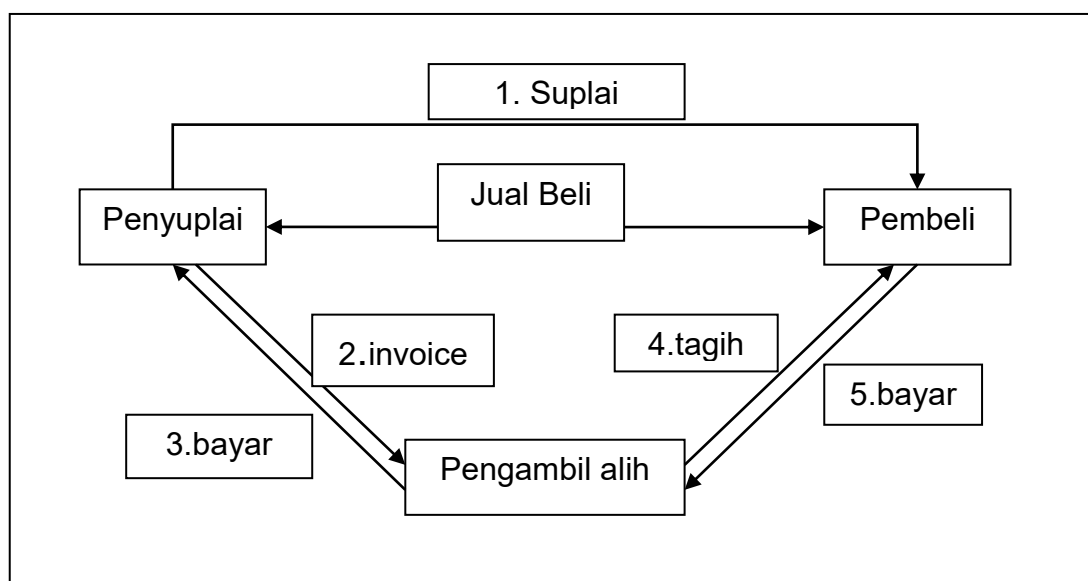 1. Suplai
Penyuplai
Jual Beli
Pembeli
2.invoice
4.tagih
3.bayar
5.bayar
Pengambil alih